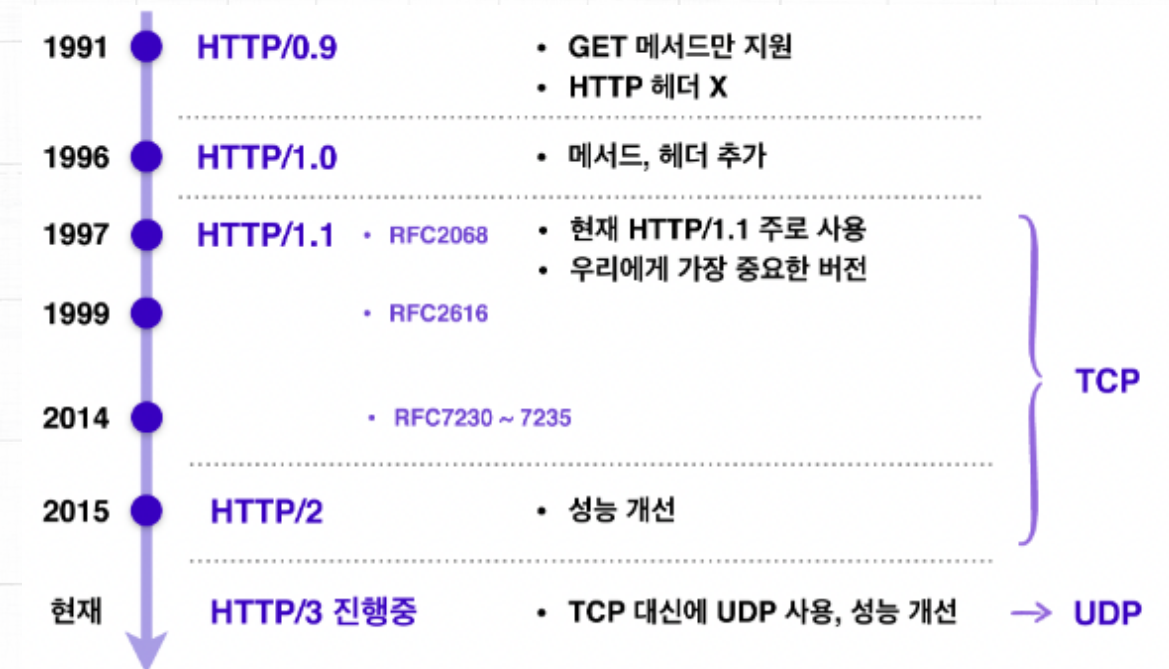 1991 HTTP/0.9 • GET 메서드만 지원
• HTTP 헤더 X
1996 HTTP/1.0 • 메서드, 헤더 추가
1997 HTTP/1.1 • RFC2068 • 현재 HTTP/1.1 주로 사용
• 우리에게 가장 중요한 버전
1999 • RFC2616
TCP
2014 • RFC7230 ~ 7235
2015 HTTP/2 • 성능 개선
현재 HTTP/3 진행중 • TCP 대신에 UDP 사용, 성능 개선 → UDP